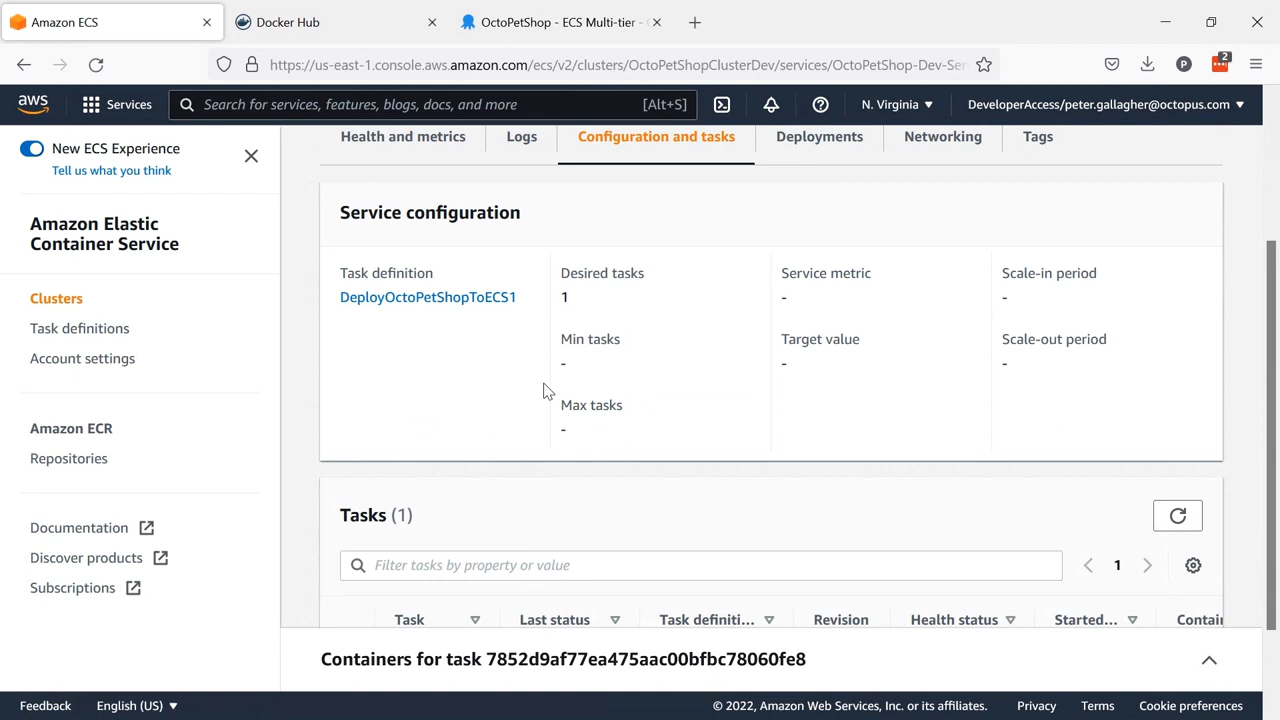 Amazon ECS
Docker Hub
OctoPetShop - ECS Multi-tier - 
https://us-east-1.console.aws.amazon.com/ecs/v2/clusters/OctoPetShopClusterDev/services/OctoPetShop-Dev-Se
2
aws
Services
Search for services, features, blogs, docs, and more
[Alt+S]
N. Virginia
DeveloperAccess/peter.gallagher@octopus.com
New ECS Experience
Tell us what you think
Amazon Elastic
Container Service
Clusters
Task definitions
Account settings
Amazon ECR
Repositories
Documentation
Discover products
Subscriptions
Health and metrics
Logs
Configuration and tasks
Deployments
Networking
Tags
Service configuration
Task definition
DeployOctoPetShopToECS1
Desired tasks
1
Min tasks
-
Max tasks
-
Service metric
-
Target value
-
Scale-in period
-
Scale-out period
-
Tasks (1)
Filter tasks by property or value
1
Task
Last status
Task definiti...
Revision
Health status
Started...
Contai
Containers for task 7852d9af77ea475aac00bfbc78060fe8
Feedback
English (US)
© 2022, Amazon Web Services, Inc. or its affiliates.
Privacy
Terms
Cookie preferences